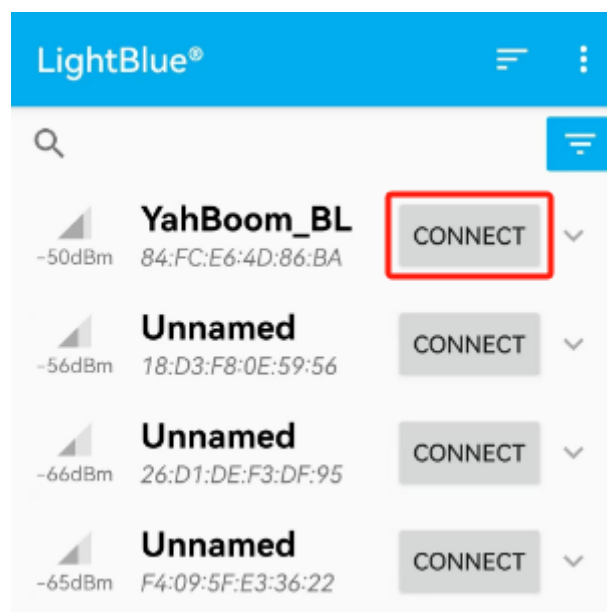 LightBlue®
YahBoom_BL
CONNECT
-50dBm
84:FC:E6:4D:86:BA
Unnamed
CONNECT
-56dBm
18:D3:F8:0E:59:56
Unnamed
CONNECT
-66dBm
26:D1:DE:F3:DF:95
Unnamed
CONNECT
-65dBm
F4:09:5F:E3:36:22